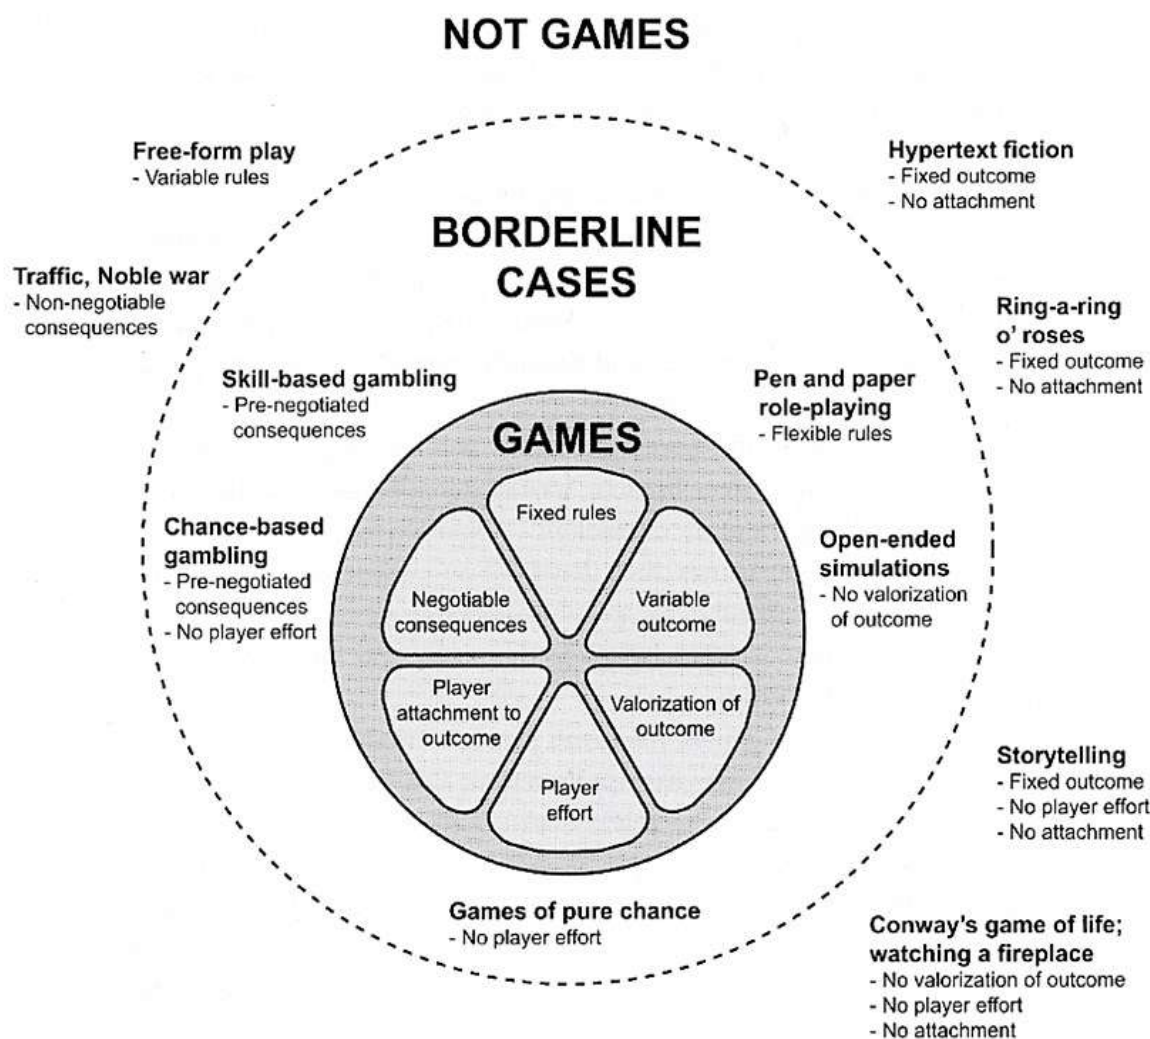 NOT GAMES
Free-form play
- Variable rules
Hypertext fiction
- Fixed outcome
- No attachment
BORDERLINE
CASES
Traffic, Noble war
- Non-negotiable
consequences
Ring-a-ring
o' roses
- Fixed outcome
- No attachment
Skill-based gambling
- Pre-negotiated
consequences
Pen and paper
role-playing
- Flexible rules
GAMES
Fixed rules
Chance-based
gambling
- Pre-negotiated
consequences
- No player effort
Open-ended
simulations
- No valorization
of outcome
Negotiable
consequences
Variable
outcome
Player
attachment to
outcome
Valorization of
outcome
Player
effort
Storytelling
- Fixed outcome
- No player effort
- No attachment
Games of pure chance
- No player effort
Conway's game of life;
watching a fireplace
- No valorization of outcome
- No player effort
- No attachment